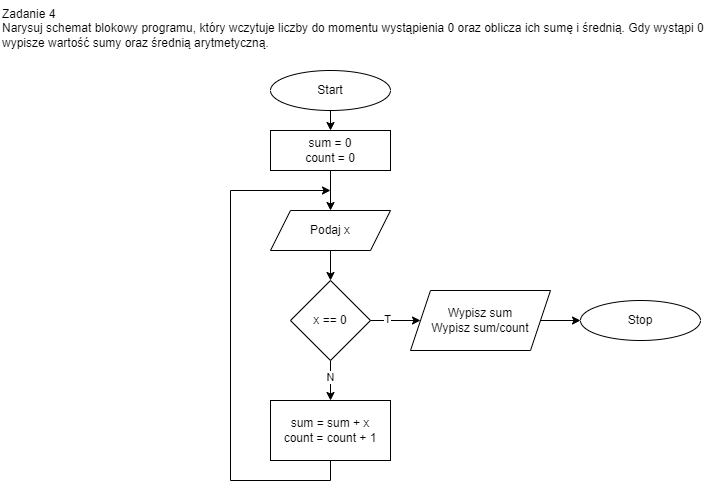 Zadanie 4
Narysuj schemat blokowy programu, który wczytuje liczby do momentu wystąpienia 0 oraz oblicza ich sumę i średnią. Gdy wystąpi 0
wypisze wartość sumy oraz średnią arytmetyczną.
Start
sum = 0
count = 0
Podaj x
x == 0
T
Wypisz sum
Wypisz sum/count
Stop
N
sum = sum + x
count = count + 1